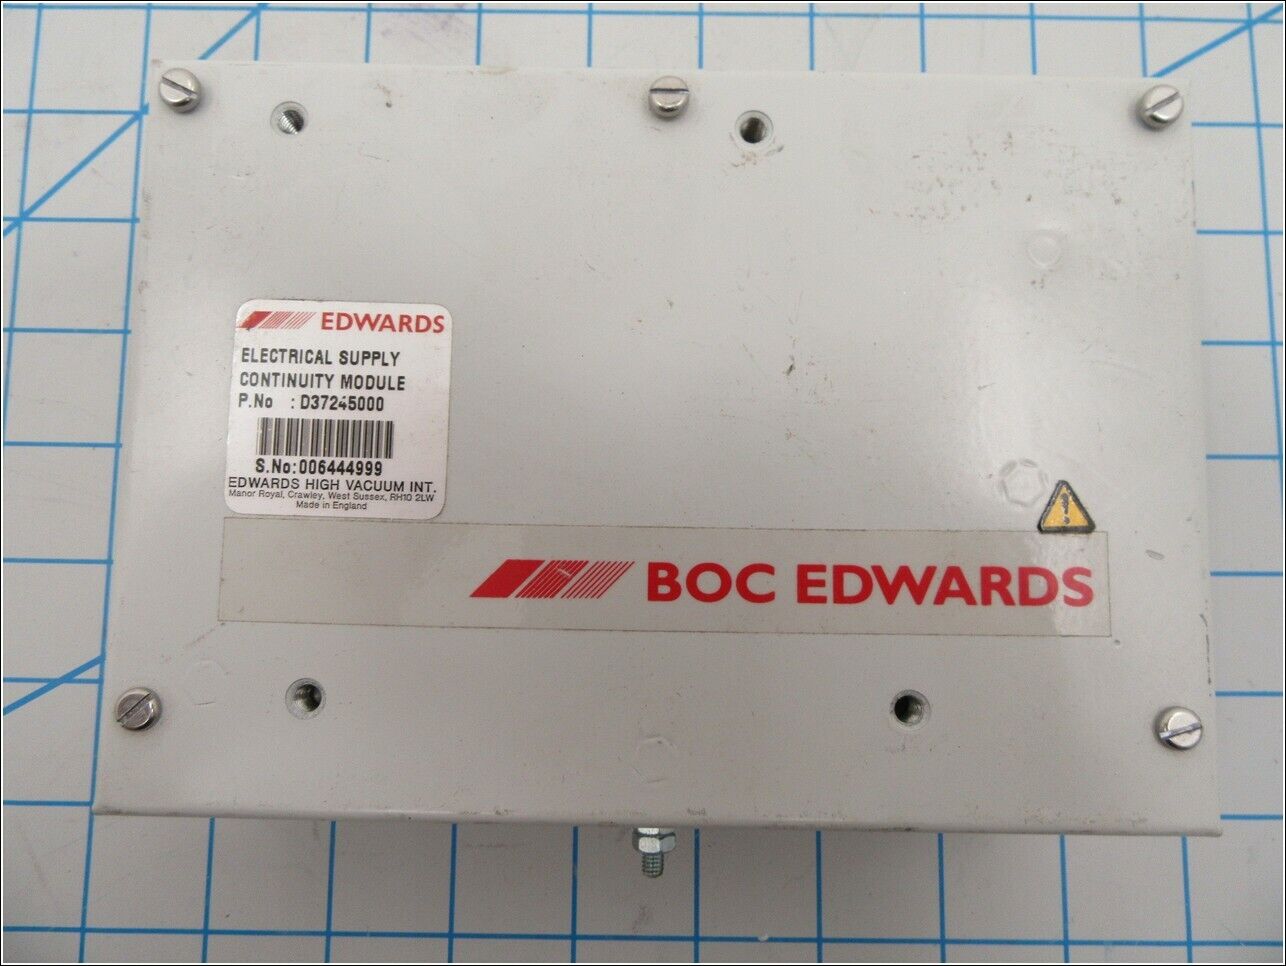 EDWARDS
ELECTRICAL SUPPLY
CONTINUITY MODULE
P.No : D37245000
S.No:006444999
EDWARDS HIGH VACUUM INT.
Manor Royal, Crawley, West Sussex, RH10 2LW
Made in England
!
BOC EDWARDS